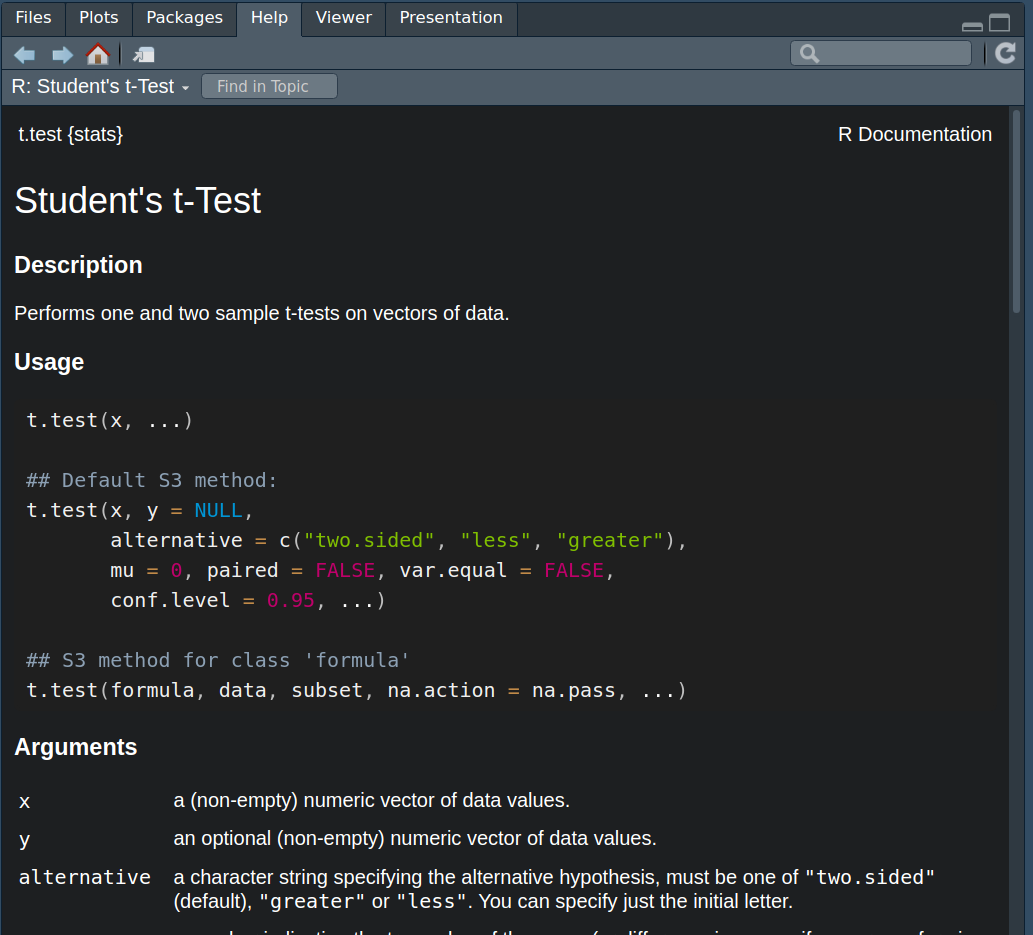 Files Plots Packages Help Viewer Presentation
R: Student's t-Test Find in Topic
t.test {stats} R Documentation
Student's t-Test
Description
Performs one and two sample t-tests on vectors of data.
Usage
t.test(x, ...)
## Default S3 method:
t.test(x, y = NULL,
       alternative = c("two.sided", "less", "greater"),
       mu = 0, paired = FALSE, var.equal = FALSE,
       conf.level = 0.95, ...)
## S3 method for class 'formula'
t.test(formula, data, subset, na.action = na.pass, ...)
Arguments
x a (non-empty) numeric vector of data values.
y an optional (non-empty) numeric vector of data values.
alternative a character string specifying the alternative hypothesis, must be one of "two.sided"
(default), "greater" or "less". You can specify just the initial letter.